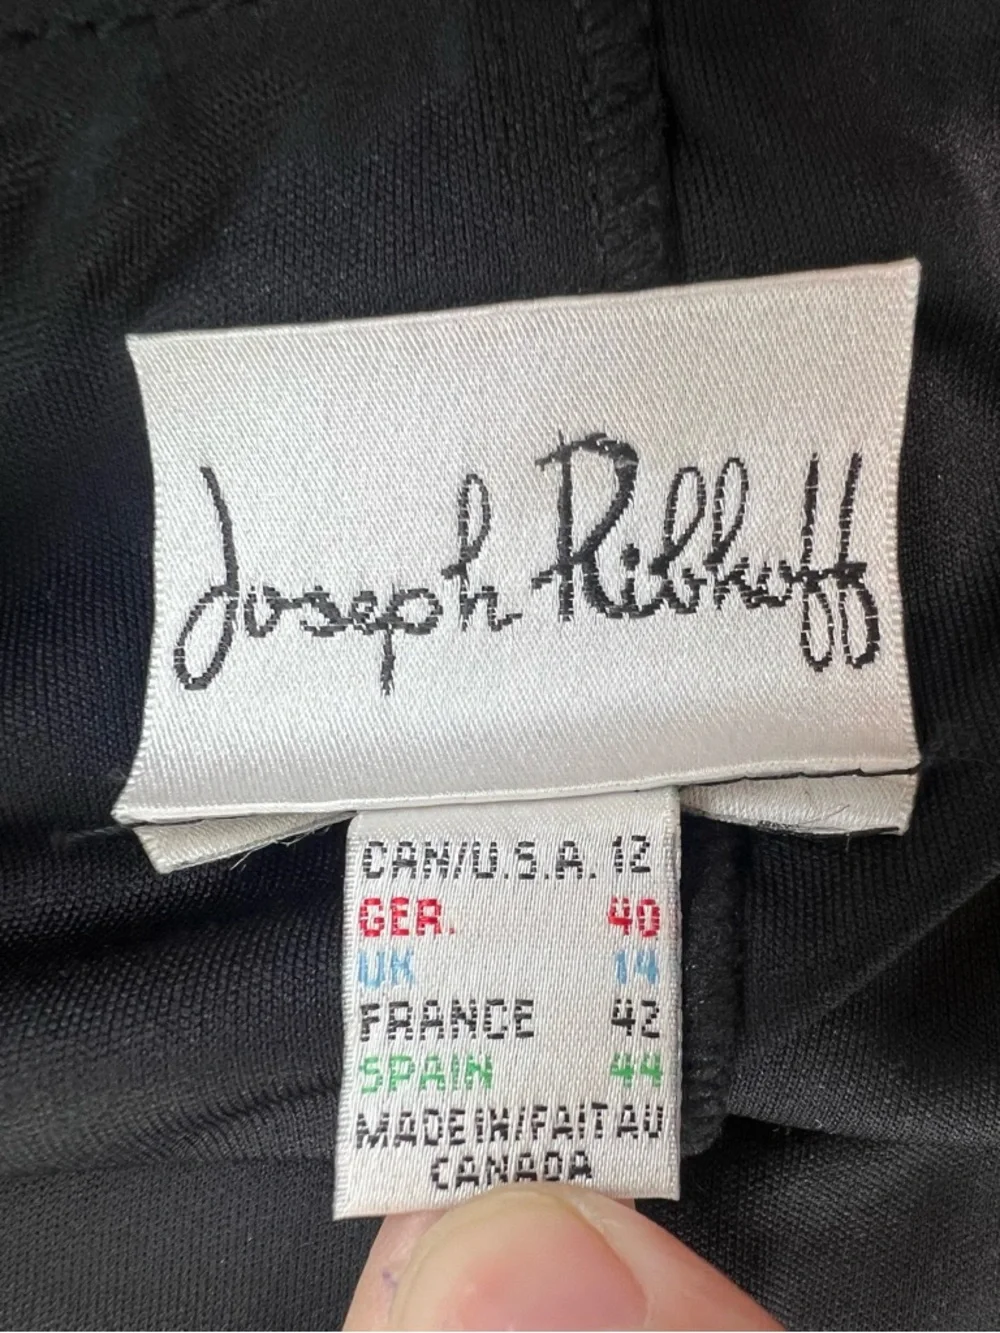 Joseph Ribkoff
CAN/U.S.A. 12
GER. 40
UK 14
FRANCE 42
SPAIN 44
MADE IN/FAIT AU
CANADA